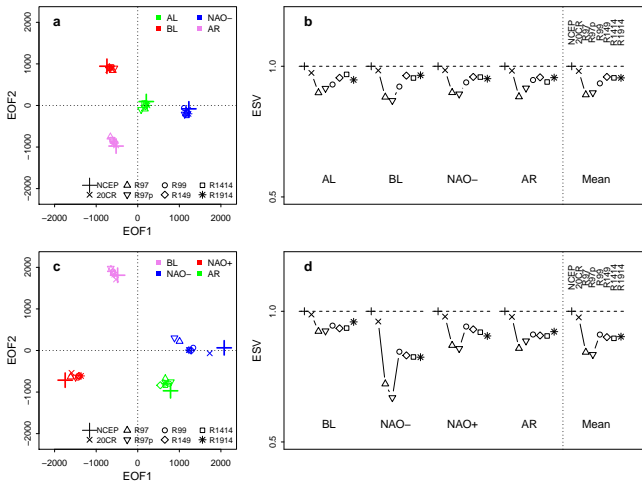 a
AL
NAO−
BL
AR
2000
1000
0
−1000
−2000
EOF2
NCEP
R97
R99
R1414
20CR
R97p
R149
R1914
−2000
−1000
0
1000
2000
EOF1
b
NCEP
20CR
R97
R97p
R99
R149
R1414
R1914
1.0
0.5
ESV
AL
BL
NAO−
AR
Mean
c
BL
NAO+
NAO−
AR
2000
1000
0
−1000
−2000
EOF2
NCEP
R97
R99
R1414
20CR
R97p
R149
R1914
−2000
−1000
0
1000
2000
EOF1
d
NCEP
20CR
R97
R97p
R99
R149
R1414
R1914
1.0
0.5
ESV
BL
NAO−
NAO+
AR
Mean